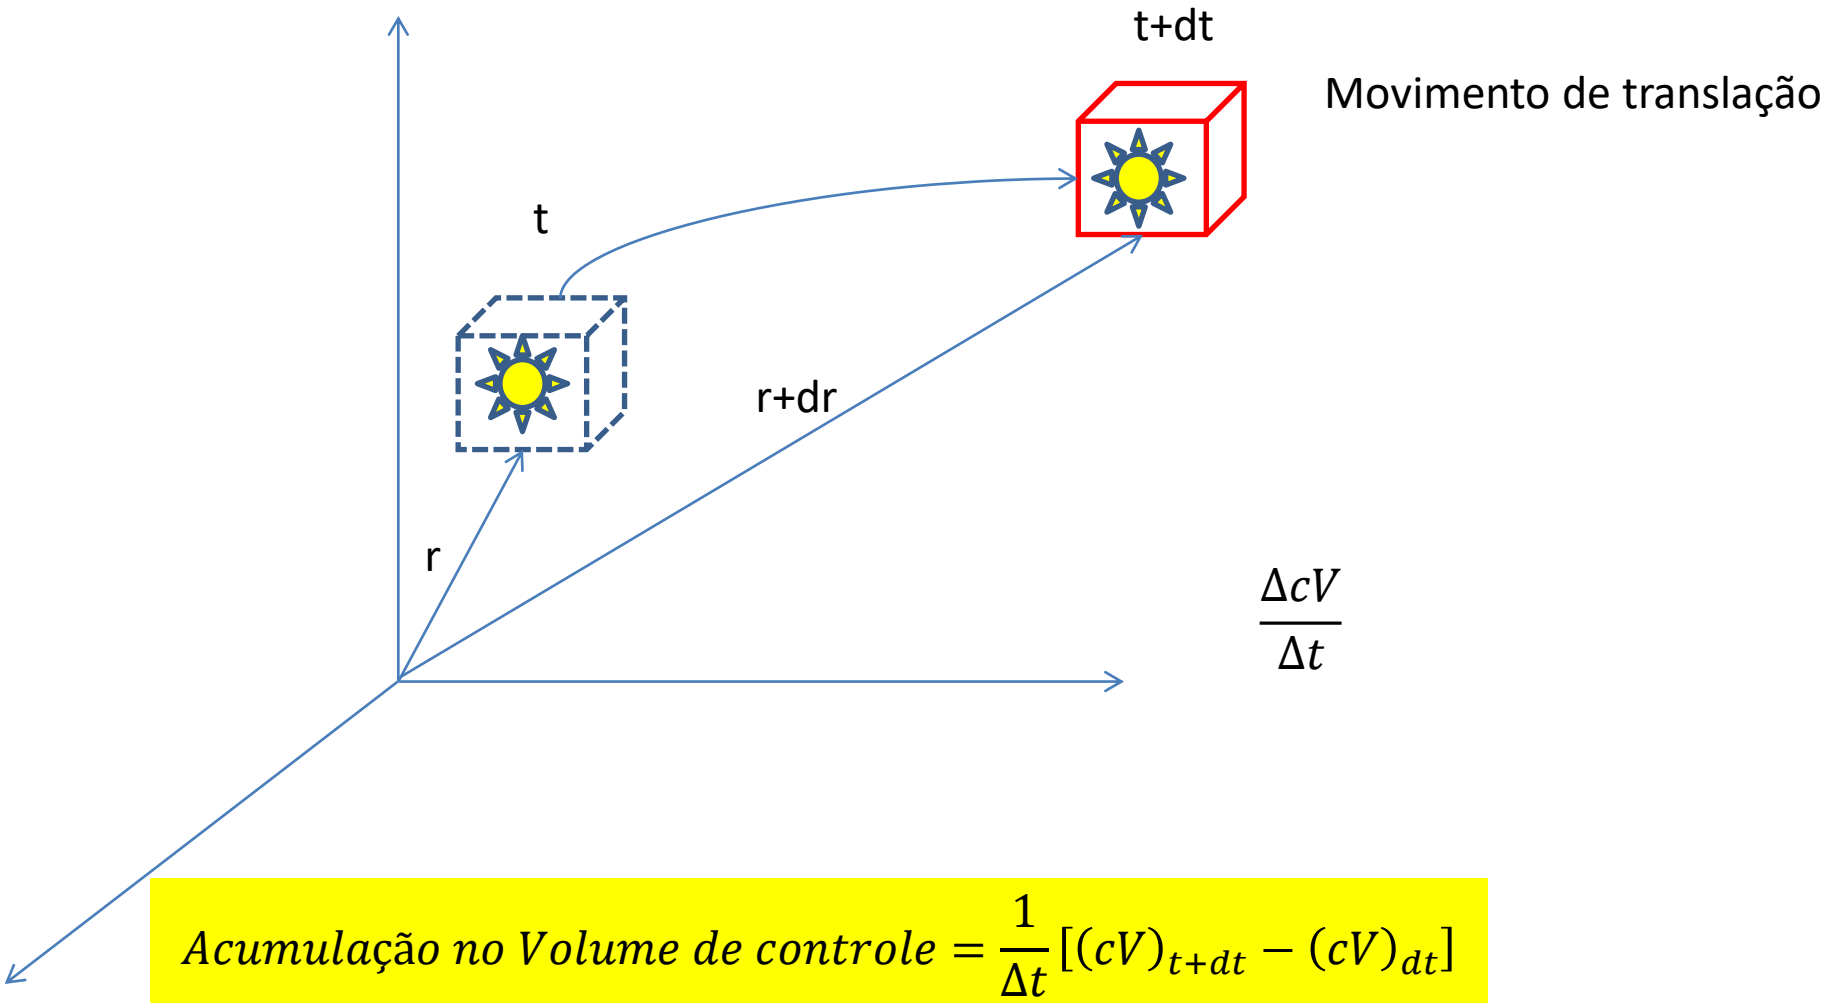 t+dt
Movimento de translação
t
r+dr
r
ΔcV
Δt
Acumulação no Volume de controle = 1/Δt [(cV)_{t+dt} − (cV)_{dt}]